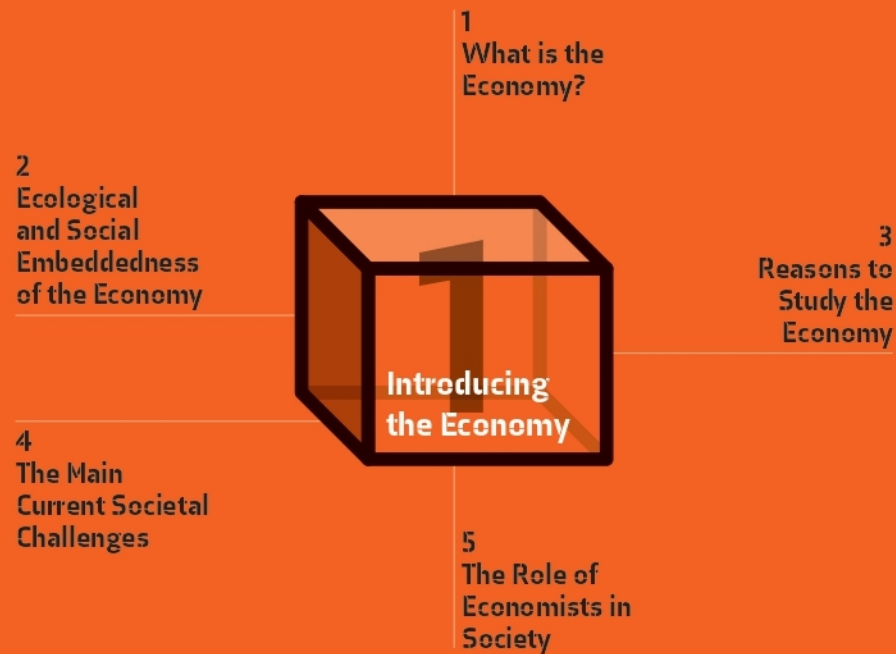 1
What is the
Economy?
2
Ecological
and Social
Embeddedness
of the Economy
3
Reasons to
Study the
Economy
1
Introducing
the Economy
4
The Main
Current Societal
Challenges
5
The Role of
Economists in
Society